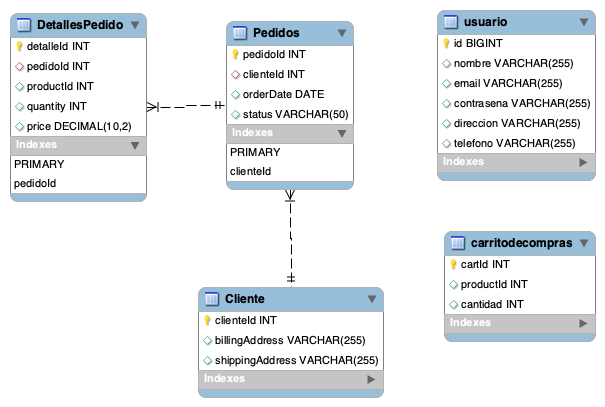 DetallesPedido
detalleId INT
pedidoId INT
productId INT
quantity INT
price DECIMAL(10,2)
Indexes
PRIMARY
pedidoId
Pedidos
pedidoId INT
clienteId INT
orderDate DATE
status VARCHAR(50)
Indexes
PRIMARY
clienteId
usuario
id BIGINT
nombre VARCHAR(255)
email VARCHAR(255)
contrasena VARCHAR(255)
direccion VARCHAR(255)
telefono VARCHAR(255)
Indexes
Cliente
clienteId INT
billingAddress VARCHAR(255)
shippingAddress VARCHAR(255)
Indexes
carritodecompras
cartId INT
productId INT
cantidad INT
Indexes